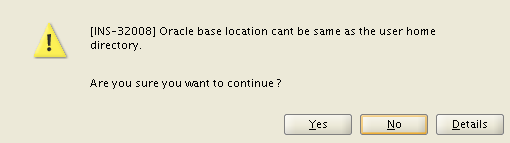 [INS-32008] Oracle base location cant be same as the user home
directory.
Are you sure you want to continue?
Yes No Details